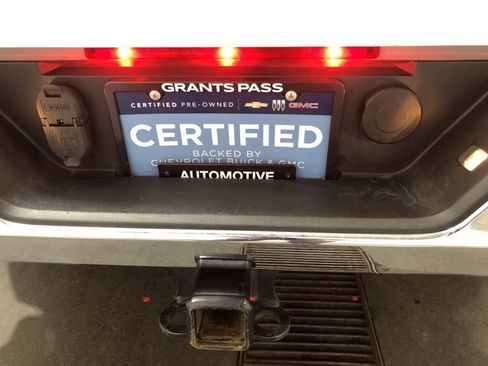 GRANTS PASS
CERTIFIED PRE-OWNED GMC
CERTIFIED
BACKED BY
CHEVROLET BUICK & GMC
AUTOMOTIVE